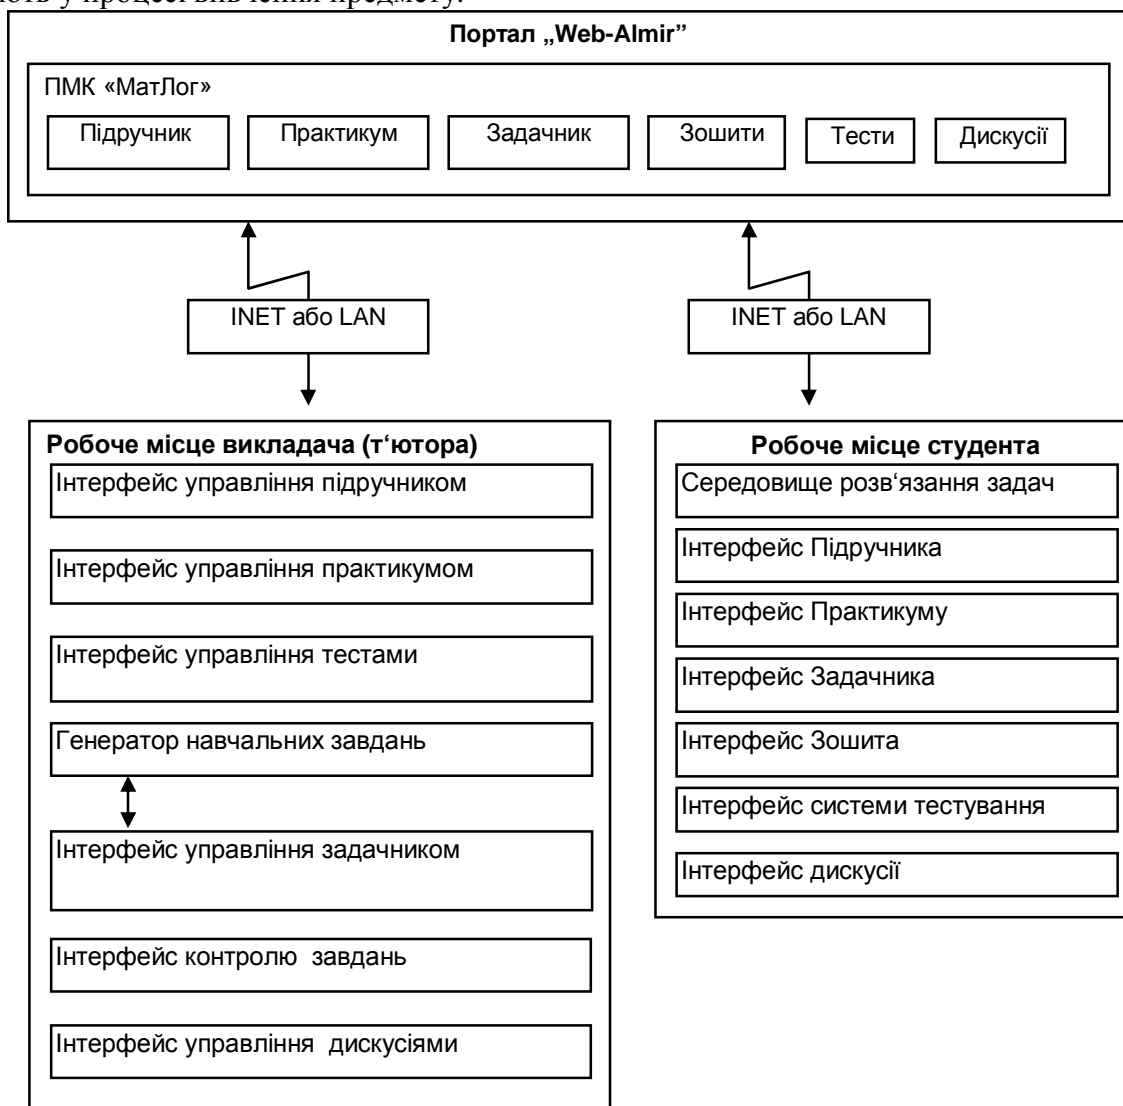 у процесі вивчення предмету.
Портал „Web-Almir”
ПМК «МатЛог»
Підручник
Практикум
Задачник
Зошити
Тести
Дискусії
INET або LAN
INET або LAN
Робоче місце викладача (т‘ютора)
Інтерфейс управління підручником
Інтерфейс управління практикумом
Інтерфейс управління тестами
Генератор навчальних завдань
Інтерфейс управління задачником
Інтерфейс контролю  завдань
Інтерфейс управління  дискусіями
Робоче місце студента
Середовище розв‘язання задач
Інтерфейс Підручника
Інтерфейс Практикуму
Інтерфейс Задачника
Інтерфейс Зошита
Інтерфейс системи тестування
Інтерфейс дискусії